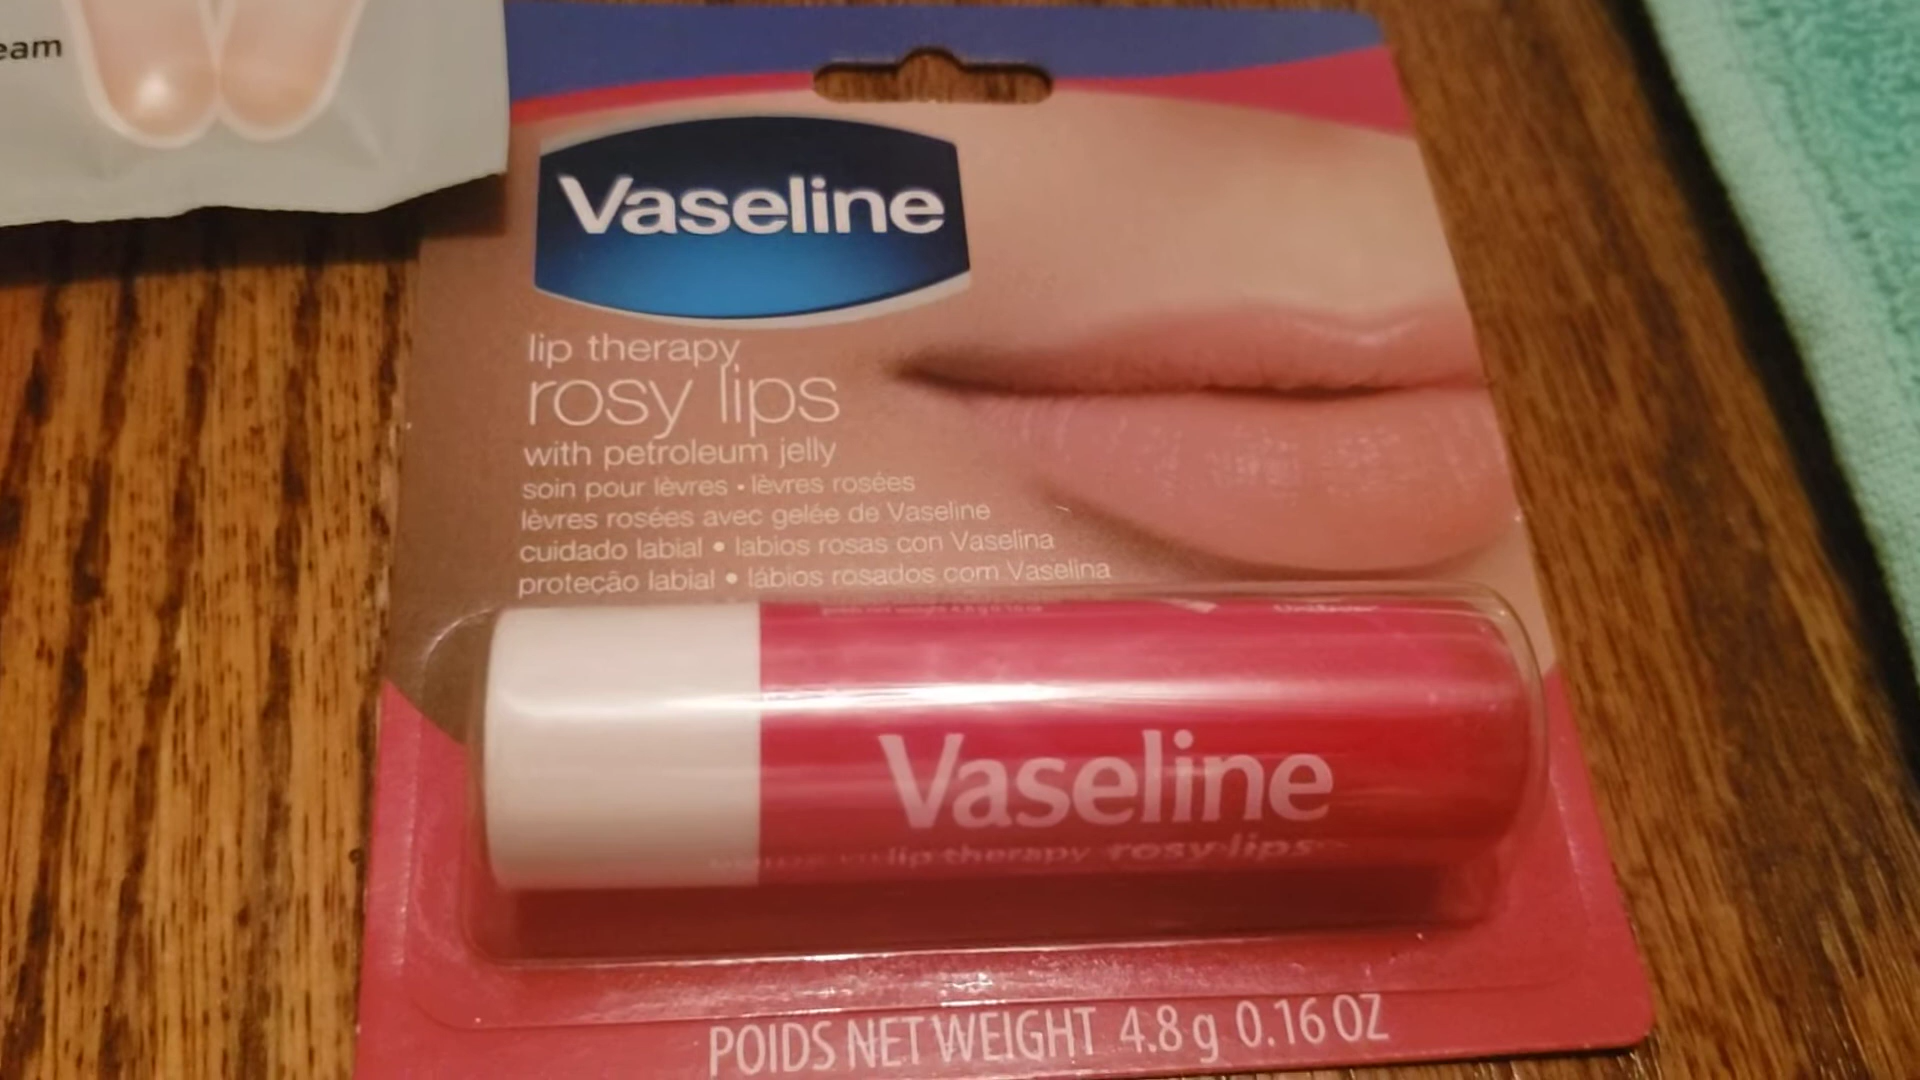 eam
Vaseline
lip therapy
rosy lips
with petroleum jelly
soin pour lèvres • lèvres rosées
lèvres rosées avec gelée de Vaseline
cuidado labial • labios rosas con Vaselina
proteção labial • lábios rosados com Vaselina
Vaseline
lip therapy rosy lips
POIDS NET WEIGHT 4.8 g 0.16 OZ